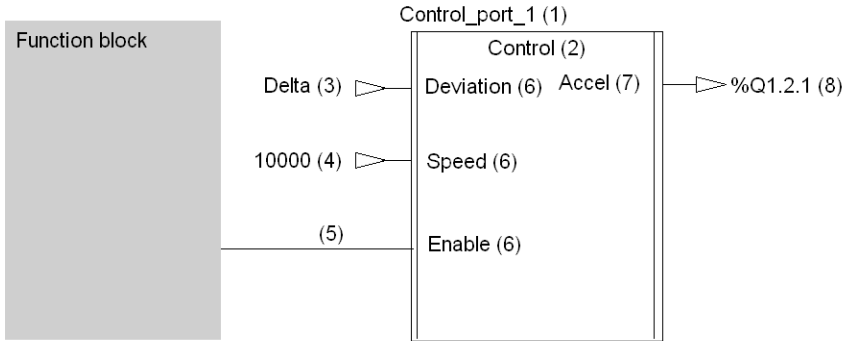 Control_port_1 (1)
Function block
Control (2)
Delta (3)
Deviation (6)
Accel (7)
%Q1.2.1 (8)
10000 (4)
Speed (6)
(5)
Enable (6)